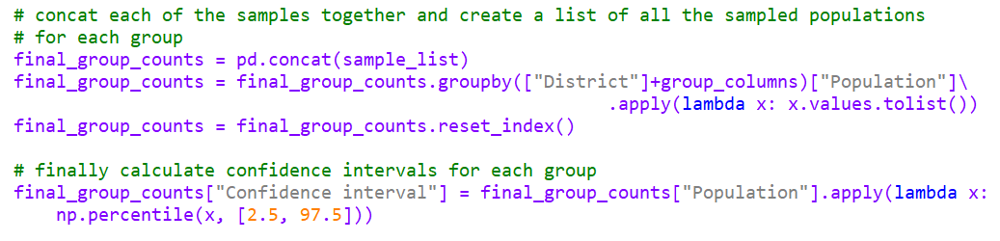 # concat each of the samples together and create a list of all the sampled populations
# for each group
final_group_counts = pd.concat(sample_list)
final_group_counts = final_group_counts.groupby(["District"]+group_columns)["Population"]\
.apply(lambda x: x.values.tolist())
final_group_counts = final_group_counts.reset_index()
# finally calculate confidence intervals for each group
final_group_counts["Confidence interval"] = final_group_counts["Population"].apply(lambda x:
np.percentile(x, [2.5, 97.5]))